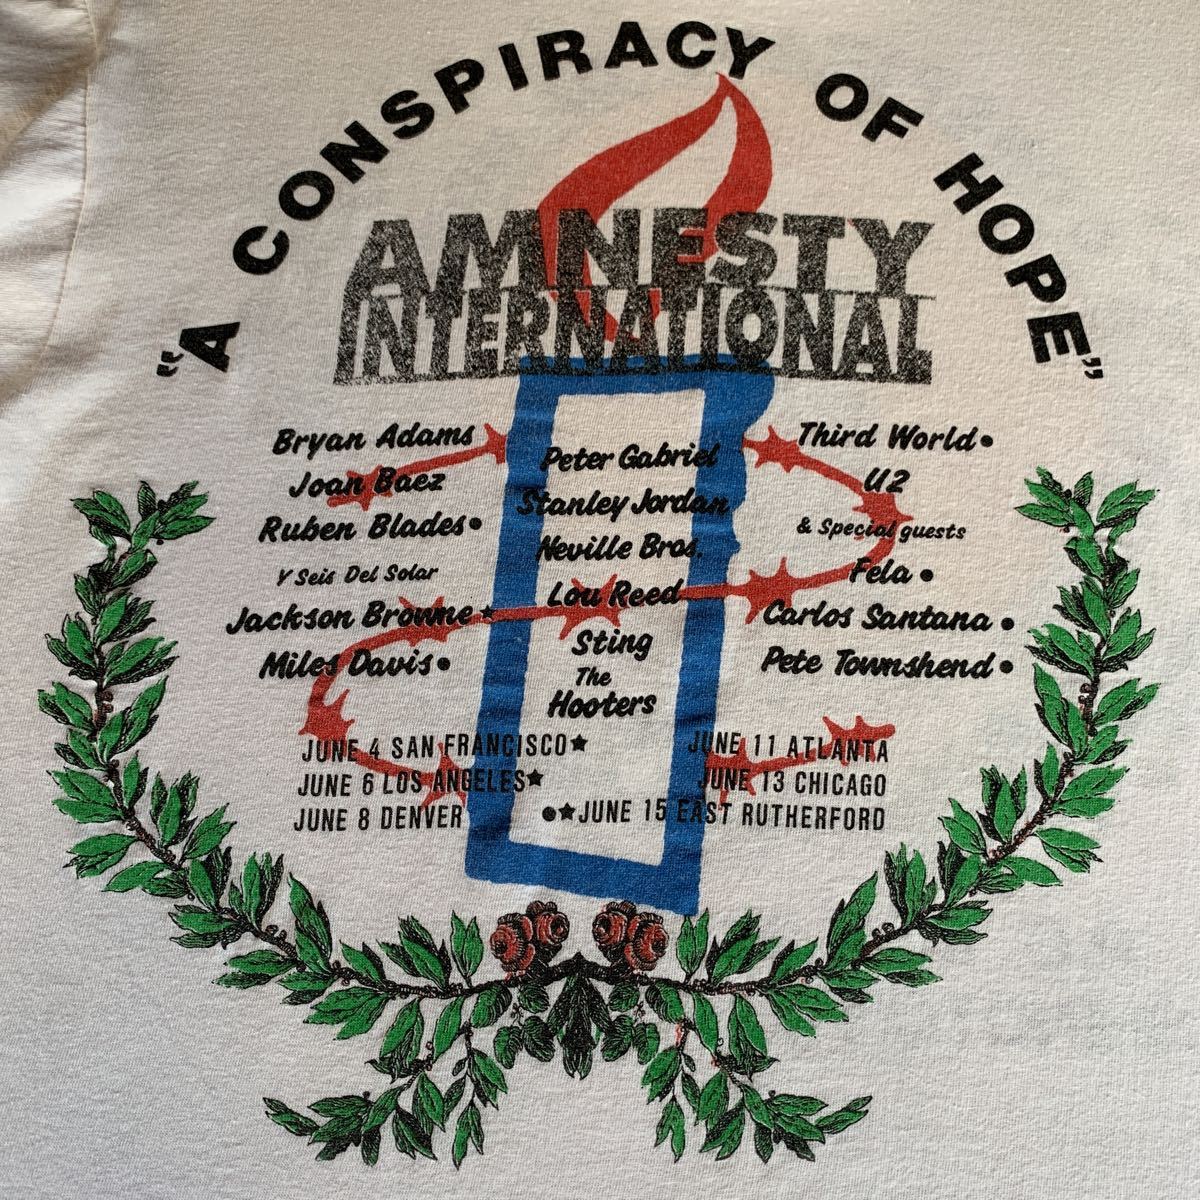 "A CONSPIRACY OF HOPE"
AMNESTY
INTERNATIONAL
Bryan Adams
Joan Baez
Ruben Blades•
Y Seis Del Solar
Jackson Browne★
Miles Davis•
Peter Gabriel
Stanley Jordan
Neville Bros.
Lou Reed
Sting
The
Hooters
Third World•
U2
& Special guests
Fela •
Carlos Santana •
Pete Townshend •
JUNE 4 SAN FRANCISCO★
JUNE 6 LOS ANGELES★
JUNE 8 DENVER
JUNE 11 ATLANTA
JUNE 13 CHICAGO
•★JUNE 15 EAST RUTHERFORD